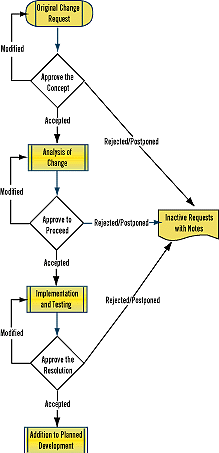 Original Change
Request
Modified
Approve the
Concept
Accepted
Rejected/Postponed
Analysis of
Change
Modified
Approve to
Proceed
Rejected/Postponed
Inactive Requests
with Notes
Accepted
Implementation
and Testing
Rejected/Postponed
Modified
Approve the
Resolution
Accepted
Addition to Planned
Development